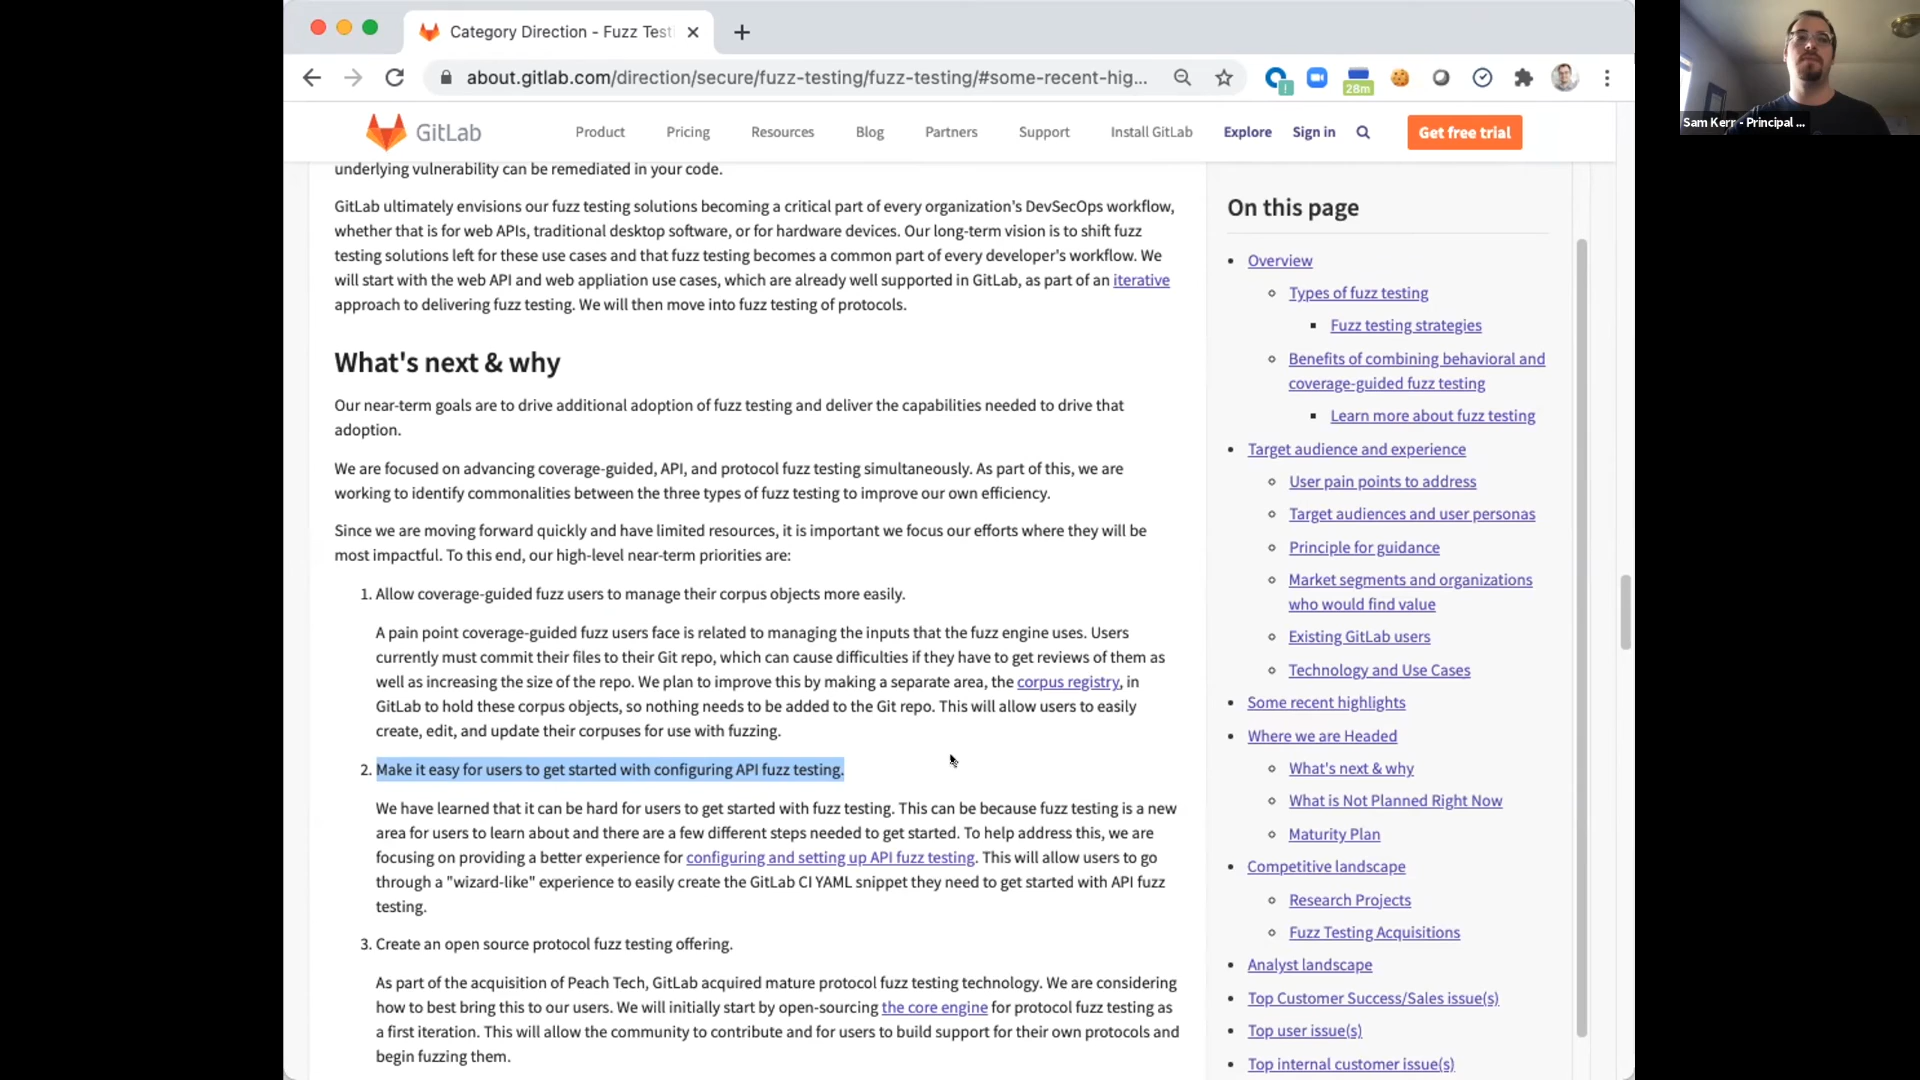 Category Direction - Fuzz Test
about.gitlab.com/direction/secure/fuzz-testing/fuzz-testing/#some-recent-hig...
28m
Sam Kerr - Principal ...
GitLab
Product
Pricing
Resources
Blog
Partners
Support
Install GitLab
Explore
Sign in
Get free trial
underlying vulnerability can be remediated in your code.
GitLab ultimately envisions our fuzz testing solutions becoming a critical part of every organization's DevSecOps workflow,
whether that is for web APIs, traditional desktop software, or for hardware devices. Our long-term vision is to shift fuzz
testing solutions left for these use cases and that fuzz testing becomes a common part of every developer's workflow. We
will start with the web API and web appliation use cases, which are already well supported in GitLab, as part of an iterative
approach to delivering fuzz testing. We will then move into fuzz testing of protocols.
What's next & why
Our near-term goals are to drive additional adoption of fuzz testing and deliver the capabilities needed to drive that
adoption.
We are focused on advancing coverage-guided, API, and protocol fuzz testing simultaneously. As part of this, we are
working to identify commonalities between the three types of fuzz testing to improve our own efficiency.
Since we are moving forward quickly and have limited resources, it is important we focus our efforts where they will be
most impactful. To this end, our high-level near-term priorities are:
1. Allow coverage-guided fuzz users to manage their corpus objects more easily.
A pain point coverage-guided fuzz users face is related to managing the inputs that the fuzz engine uses. Users
currently must commit their files to their Git repo, which can cause difficulties if they have to get reviews of them as
well as increasing the size of the repo. We plan to improve this by making a separate area, the corpus registry, in
GitLab to hold these corpus objects, so nothing needs to be added to the Git repo. This will allow users to easily
create, edit, and update their corpuses for use with fuzzing.
2. Make it easy for users to get started with configuring API fuzz testing.
We have learned that it can be hard for users to get started with fuzz testing. This can be because fuzz testing is a new
area for users to learn about and there are a few different steps needed to get started. To help address this, we are
focusing on providing a better experience for configuring and setting up API fuzz testing. This will allow users to go
through a "wizard-like" experience to easily create the GitLab CI YAML snippet they need to get started with API fuzz
testing.
3. Create an open source protocol fuzz testing offering.
As part of the acquisition of Peach Tech, GitLab acquired mature protocol fuzz testing technology. We are considering
how to best bring this to our users. We will initially start by open-sourcing the core engine for protocol fuzz testing as
a first iteration. This will allow the community to contribute and for users to build support for their own protocols and
begin fuzzing them.
On this page
Overview
Types of fuzz testing
Fuzz testing strategies
Benefits of combining behavioral and
coverage-guided fuzz testing
Learn more about fuzz testing
Target audience and experience
User pain points to address
Target audiences and user personas
Principle for guidance
Market segments and organizations
who would find value
Existing GitLab users
Technology and Use Cases
Some recent highlights
Where we are Headed
What's next & why
What is Not Planned Right Now
Maturity Plan
Competitive landscape
Research Projects
Fuzz Testing Acquisitions
Analyst landscape
Top Customer Success/Sales issue(s)
Top user issue(s)
Top internal customer issue(s)